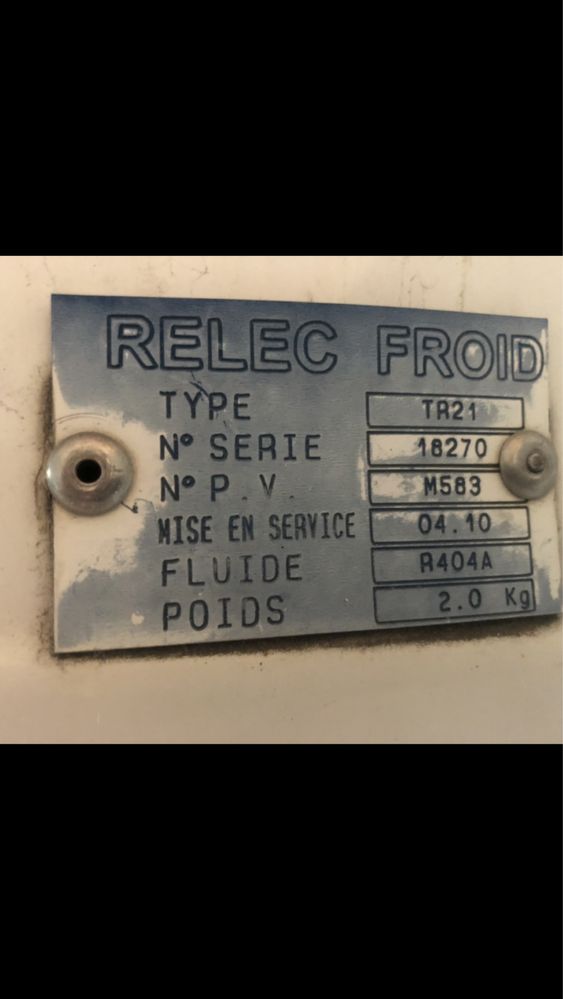 RELEC FROID
TYPE TR21
N° SERIE 18270
N° P.V. M583
MISE EN SERVICE 04.10
FLUIDE R404A
POIDS 2.0 Kg